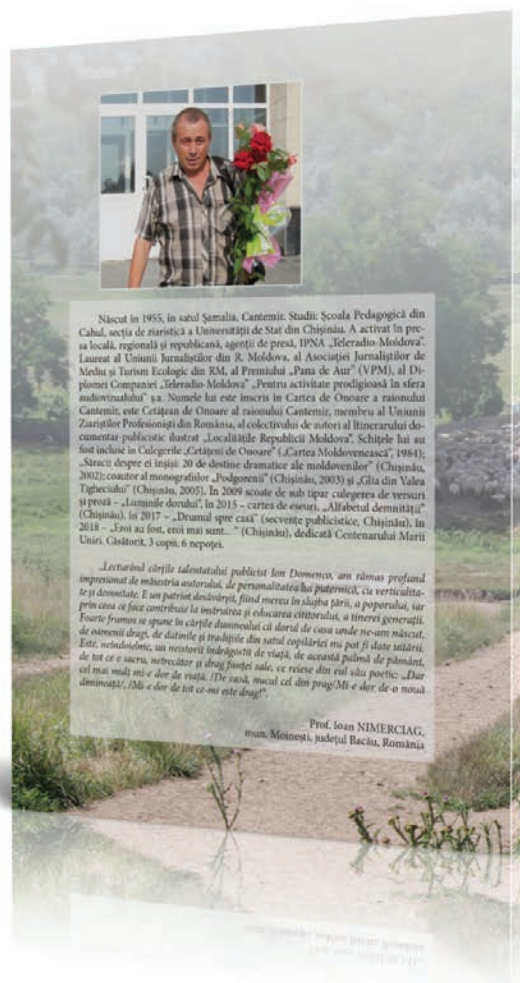 Născut în 1955, în satul Şamalia, Cantemir. Studii: Școala Pedagogică din
Cahul, secția de ziaristică a Universității de Stat din Chișinău. A activat în pre-
sa locală, regională și republicană, agenții de presă, IPNA „Teleradio-Moldova”.
Laureat al Uniunii Jurnaliștilor din R. Moldova, al Asociației Jurnaliștilor de
Mediu și Turism Ecologic din RM, al Premiului „Pana de Aur” (VPM), al Di-
plomei Companiei „Teleradio-Moldova” „Pentru activitate prodigioasă în sfera
audiovizualului” ș.a. Numele lui este înscris în Cartea de Onoare a raionului
Cantemir, este Cetățean de Onoare al raionului Cantemir, membru al Uniunii
Ziariștilor Profesioniști din România, al colectivului de autori al Itinerarului do-
cumentar-publicistic ilustrat „Localitățile Republicii Moldova”. Schițele lui au
fost incluse în Culegerile „Cetățeni de Onoare” („Cartea Moldovenească”, 1984);
„Săracii despre ei înșiși: 20 de destine dramatice ale moldovenilor” (Chișinău,
2002); coautor al monografiilor „Podgorenii” (Chișinău, 2003) și „Glia din Valea
Tigheciului” (Chișinău, 2005). În 2009 scoate de sub tipar culegerea de versuri
și proză – „Luminile dorului”, în 2015 – cartea de eseuri, „Alfabetul demnității”
(Chișinău), în 2017 – „Drumul spre casă” (secvențe publicistice, Chișinău), în
2018 – „Eroi au fost, eroi mai sunt... ” (Chișinău), dedicată Centenarului Marii
Uniri. Căsătorit, 3 copii, 6 nepoței.
„Lecturând cărțile talentatului publicist Ion Domenco, am rămas profund
impresionat de măiestria autorului, de personalitatea lui puternică, cu verticalita-
te și demnitate. E un patriot desăvârșit, fiind mereu în slujba țării, a poporului, iar
prin ceea ce face contribuie la instruirea și educarea cititorului, a tinerei generații.
Foarte frumos se spune în cărțile dumnealui că dorul de casa unde ne-am născut,
de oamenii dragi, de datinile și tradițiile din satul copilăriei nu pot fi date uitării.
Este, neîndoielnic, un neistovit îndrăgostit de viață, de această palmă de pământ,
de tot ce e sacru, netrecător și drag ființei sale, ce reiese din eul său poetic: „Dar
cel mai mult mi-e dor de viață, /De casă, nucul cel din prag/Mi-e dor de-o nouă
dimineață/, /Mi-e dor de tot ce-mi este drag!”.
Prof. Ioan NIMERCIAG,
mun. Moinești, județul Bacău, România